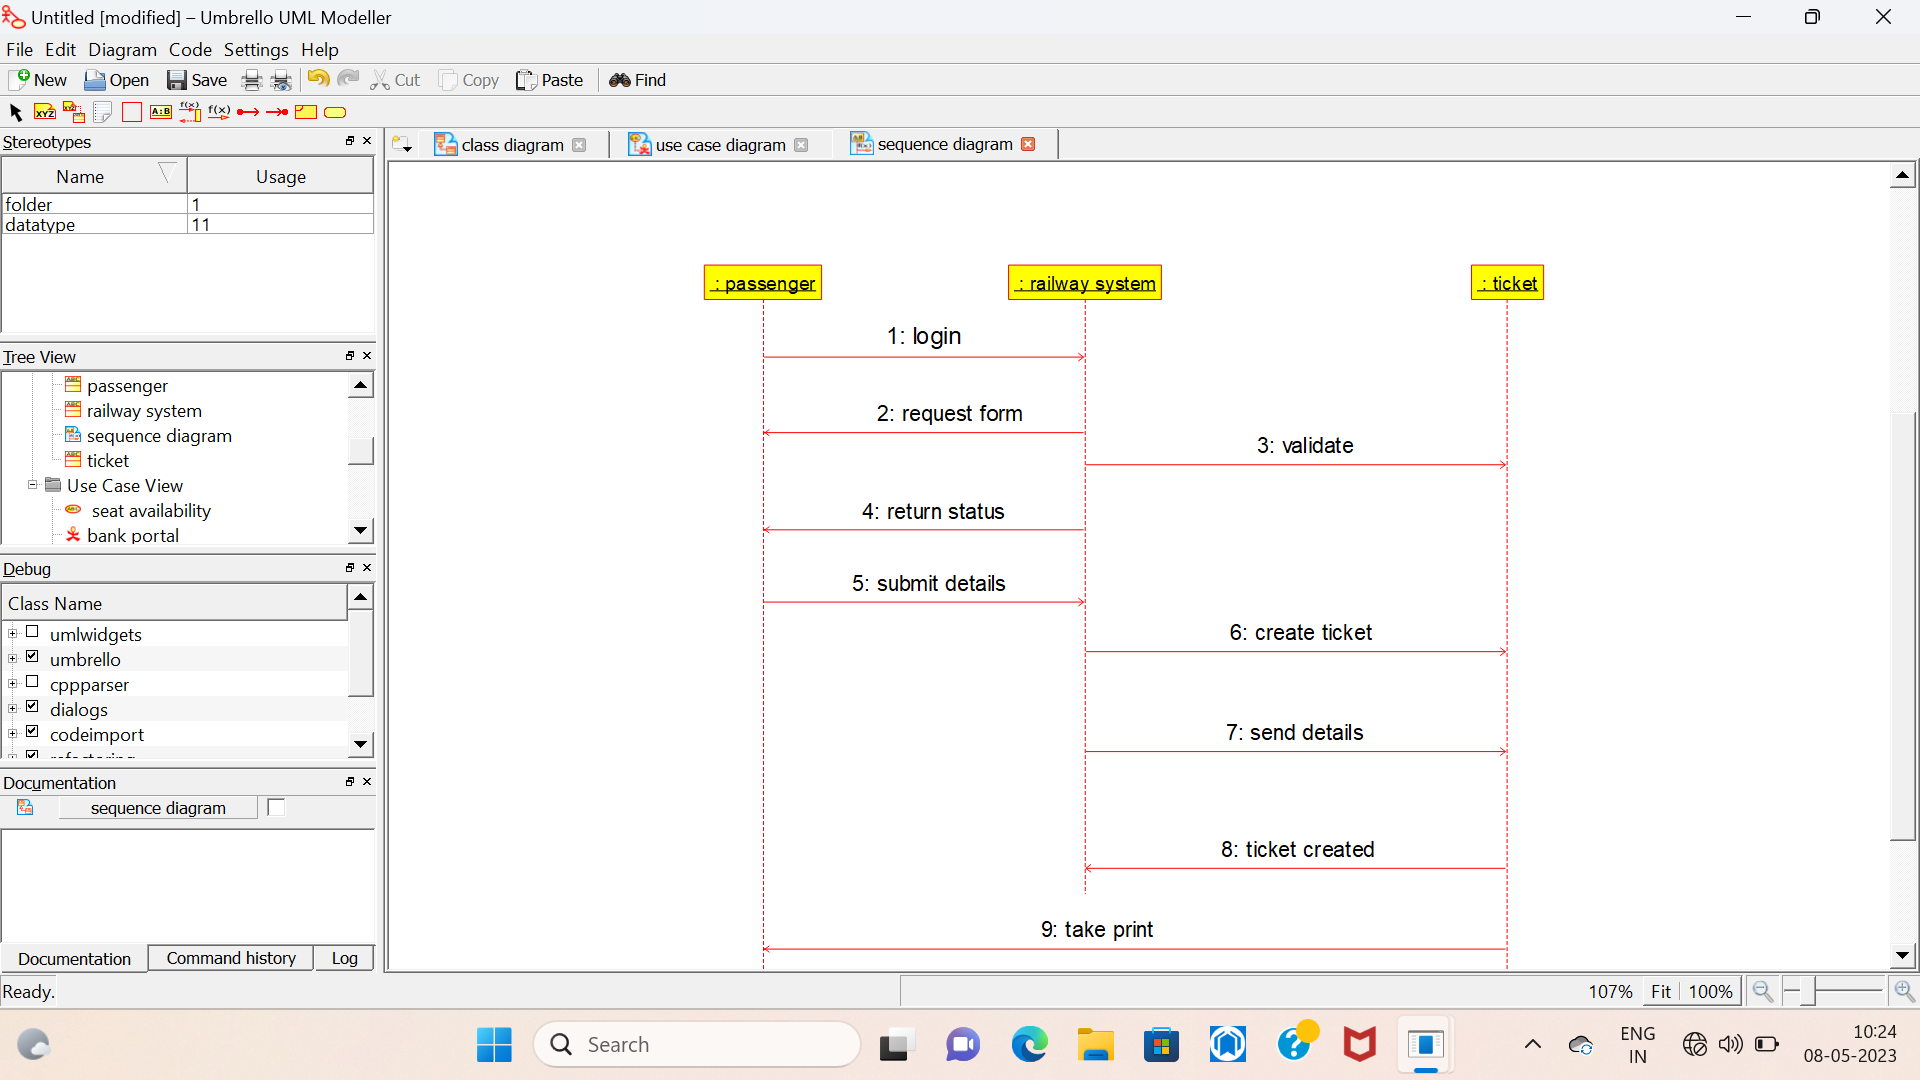 Untitled [modified] – Umbrello UML Modeller
File Edit Diagram Code Settings Help
New Open Save Cut Copy Paste Find
XYZ XYZ A:B f(x) f(x)
Stereotypes
Name Usage
folder 1
datatype 11
Tree View
passenger
railway system
sequence diagram
ticket
Use Case View
seat availability
bank portal
Debug
Class Name
umlwidgets
umbrello
cppparser
dialogs
codeimport
refactoring
Documentation
sequence diagram
Documentation Command history Log
class diagram use case diagram sequence diagram
: passenger : railway system : ticket
1: login
2: request form
3: validate
4: return status
5: submit details
6: create ticket
7: send details
8: ticket created
9: take print
Ready. 107% Fit 100%
Search
ENG
IN
10:24
08-05-2023